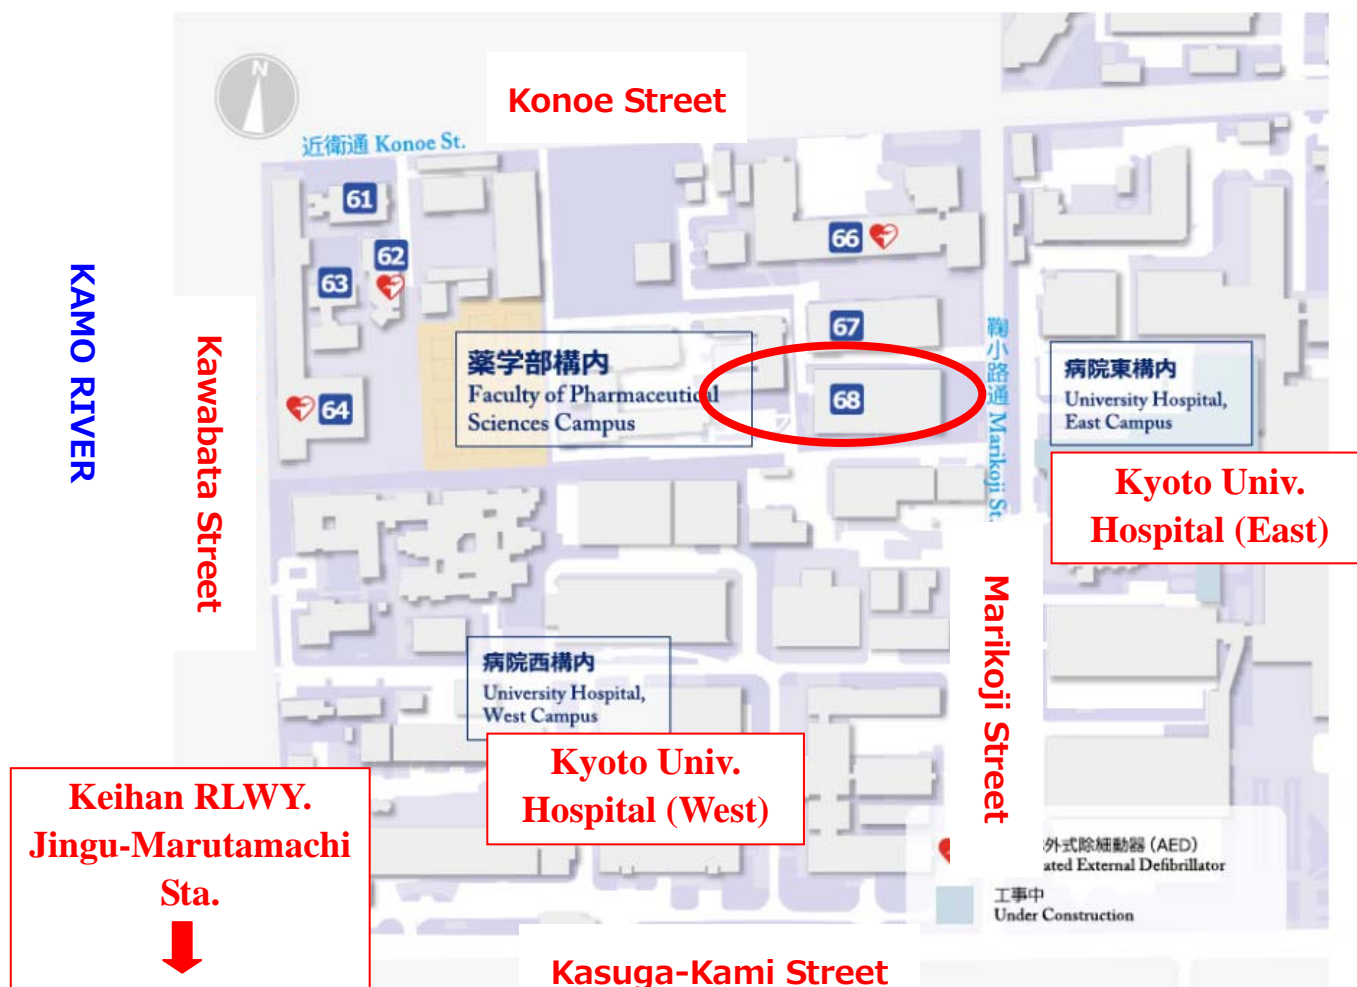 N
Konoe Street
近衛通 Konoe St.
61
62
63
64
66
67
68
KAMO RIVER
Kawabata Street
薬学部構内
Faculty of Pharmaceutical
Sciences Campus
鞠小路通 Marikoji St.
病院東構内
University Hospital,
East Campus
Kyoto Univ.
Hospital (East)
Marikoji Street
病院西構内
University Hospital,
West Campus
Kyoto Univ.
Hospital (West)
Keihan RLWY.
Jingu-Marutamachi
Sta.
外式除細動器 (AED)
ated External Defibrillator
工事中
Under Construction
Kasuga-Kami Street